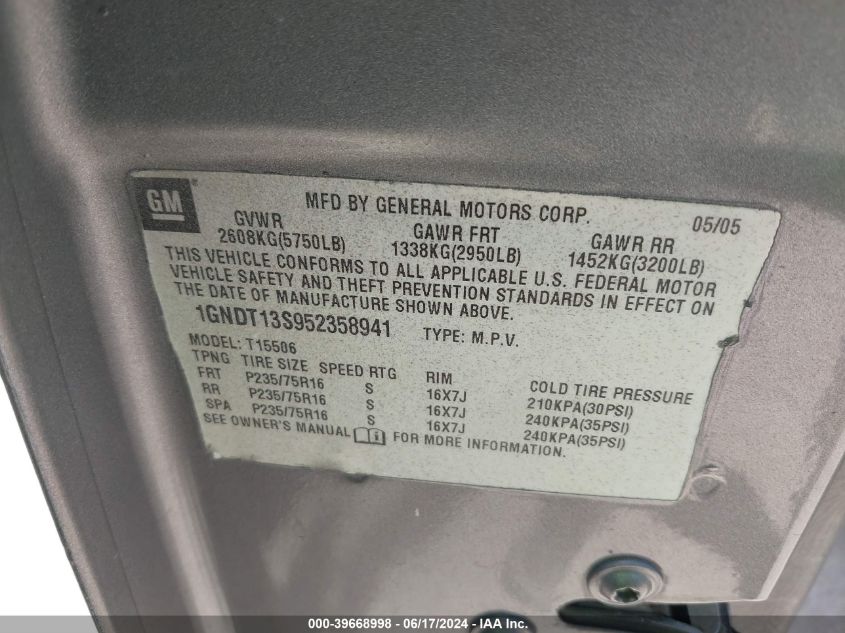 GM
MFD BY GENERAL MOTORS CORP. 05/05
GVWR GAWR FRT GAWR RR
2608KG(5750LB) 1338KG(2950LB) 1452KG(3200LB)
THIS VEHICLE CONFORMS TO ALL APPLICABLE U.S. FEDERAL MOTOR
VEHICLE SAFETY AND THEFT PREVENTION STANDARDS IN EFFECT ON
THE DATE OF MANUFACTURE SHOWN ABOVE.
1GNDT13S952358941 TYPE: M.P.V.
MODEL: T15506
TPNG TIRE SIZE SPEED RTG RIM COLD TIRE PRESSURE
FRT P235/75R16 S 16X7J 210KPA(30PSI)
RR P235/75R16 S 16X7J 240KPA(35PSI)
SPA P235/75R16 S 16X7J 240KPA(35PSI)
SEE OWNER'S MANUAL FOR MORE INFORMATION.
000-39668998 - 06/17/2024 - IAA Inc.